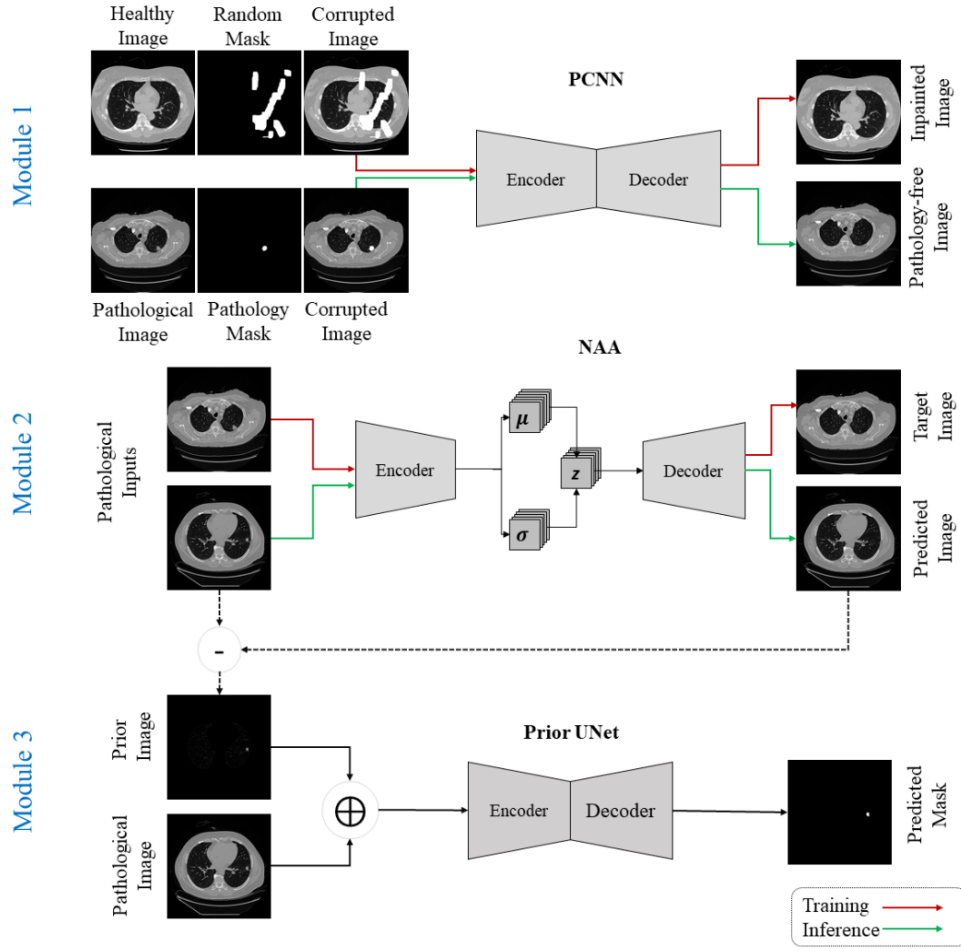 Healthy Image
Random Mask
Corrupted Image
Module 1
PCNN
Encoder
Decoder
Inpainted Image
Pathology-free Image
Pathological Image
Pathology Mask
Corrupted Image
Module 2
NAA
Pathological Inputs
Encoder
μ
σ
z
Decoder
Target Image
Predicted Image
-
Module 3
Prior Image
Pathological Image
Prior UNet
⊕
Encoder
Decoder
Predicted Mask
Training
Inference